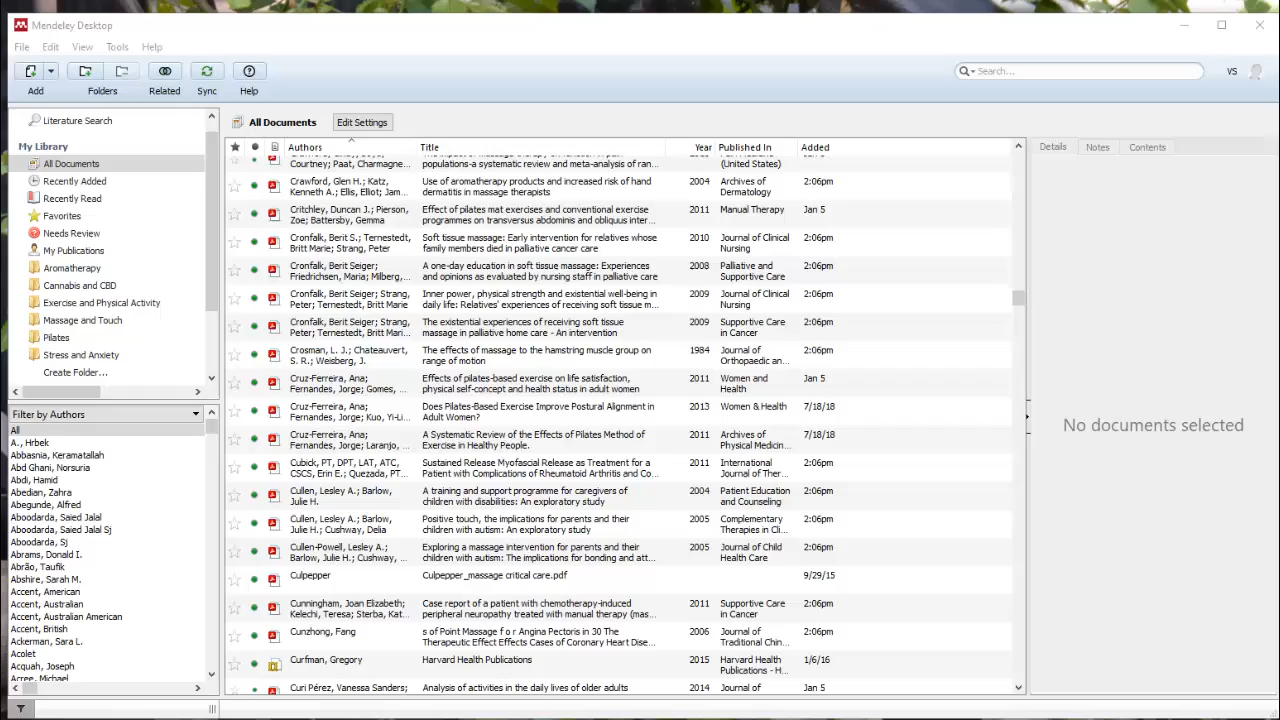 Mendeley Desktop
File Edit View Tools Help
Search...
VS
Add Folders Related Sync Help
Literature Search
My Library
All Documents
Recently Added
Recently Read
Favorites
Needs Review
My Publications
Aromatherapy
Cannabis and CBD
Exercise and Physical Activity
Massage and Touch
Pilates
Stress and Anxiety
Create Folder...
Filter by Authors
All
A., Hrbek
Abbasnia, Keramatallah
Abd Ghani, Norsuria
Abdi, Hamid
Abedian, Zahra
Abegunde, Alfred
Aboodarda, Saied Jalal
Aboodarda, Saied Jalal Sj
Aboodarda, Sj
Abrams, Donald I.
Abrão, Taufik
Abshire, Sarah M.
Accent, American
Accent, Australian
Accent, Australian American
Accent, British
Ackerman, Sara L.
Acolet
Acquah, Joseph
Acree, Michael
All Documents Edit Settings
Authors Title Year Published In Added
Courtney; Paat, Charmagne... populations-a systematic review and meta-analysis of ran... (United States)
Crawford, Glen H.; Katz, Use of aromatherapy products and increased risk of hand 2004 Archives of 2:06pm
Kenneth A.; Ellis, Elliot; Jam... dermatitis in massage therapists Dermatology
Critchley, Duncan J.; Pierson, Effect of pilates mat exercises and conventional exercise 2011 Manual Therapy Jan 5
Zoe; Battersby, Gemma programmes on transversus abdominis and obliquus inter...
Cronfalk, Berit S.; Ternestedt, Soft tissue massage: Early intervention for relatives whose 2010 Journal of Clinical 2:06pm
Britt Marie; Strang, Peter family members died in palliative cancer care Nursing
Cronfalk, Berit Seiger; A one-day education in soft tissue massage: Experiences 2008 Palliative and 2:06pm
Friedrichsen, Maria; Milberg,... and opinions as evaluated by nursing staff in palliative care Supportive Care
Cronfalk, Berit Seiger; Strang, Inner power, physical strength and existential well-being in 2009 Journal of Clinical 2:06pm
Peter; Ternestedt, Britt Marie daily life: Relatives' experiences of receiving soft tissue m... Nursing
Cronfalk, Berit Seiger; Strang, The existential experiences of receiving soft tissue 2009 Supportive Care 2:06pm
Peter; Ternestedt, Britt Mari... massage in palliative home care - An intervention in Cancer
Crosman, L. J.; Chateauvert, The effects of massage to the hamstring muscle group on 1984 Journal of 2:06pm
S. R.; Weisberg, J. range of motion Orthopaedic an...
Cruz-Ferreira, Ana; Effects of pilates-based exercise on life satisfaction, 2011 Women and Jan 5
Fernandes, Jorge; Gomes, ... physical self-concept and health status in adult women Health
Cruz-Ferreira, Ana; Does Pilates-Based Exercise Improve Postural Alignment in 2013 Women & Health 7/18/18
Fernandes, Jorge; Kuo, Yi-Li... Adult Women?
Cruz-Ferreira, Ana; A Systematic Review of the Effects of Pilates Method of 2011 Archives of 7/18/18
Fernandes, Jorge; Laranjo, ... Exercise in Healthy People. Physical Medicin...
Cubick, PT, DPT, LAT, ATC, Sustained Release Myofascial Release as Treatment for a 2011 International 2:06pm
CSCS, Erin E.; Quezada, PT... Patient with Complications of Rheumatoid Arthritis and Co... Journal of Ther...
Cullen, Lesley A.; Barlow, A training and support programme for caregivers of 2004 Patient Education 2:06pm
Julie H. children with disabilities: An exploratory study and Counseling
Cullen, Lesley A.; Barlow, Positive touch, the implications for parents and their 2005 Complementary 2:06pm
Julie H.; Cushway, Delia children with autism: An exploratory study Therapies in Cli...
Cullen-Powell, Lesley A.; Exploring a massage intervention for parents and their 2005 Journal of Child 2:06pm
Barlow, Julie H.; Cushway, ... children with autism: The implications for bonding and att... Health Care
Culpepper Culpepper_massage critical care.pdf 9/29/15
Cunningham, Joan Elizabeth; Case report of a patient with chemotherapy-induced 2011 Supportive Care 2:06pm
Kelechi, Teresa; Sterba, Kat... peripheral neuropathy treated with manual therapy (mas... in Cancer
Cunzhong, Fang s of Point Massage f o r Angina Pectoris in 30 The 2006 Journal of 2:06pm
Therapeutic Effect Effects Cases of Coronary Heart Dise... Traditional Chin...
Curfman, Gregory Harvard Health Publications 2015 Harvard Health 1/6/16
Publications - H...
Curi Pérez, Vanessa Sanders; Analysis of activities in the daily lives of older adults 2014 Journal of Jan 5
Details Notes Contents
No documents selected